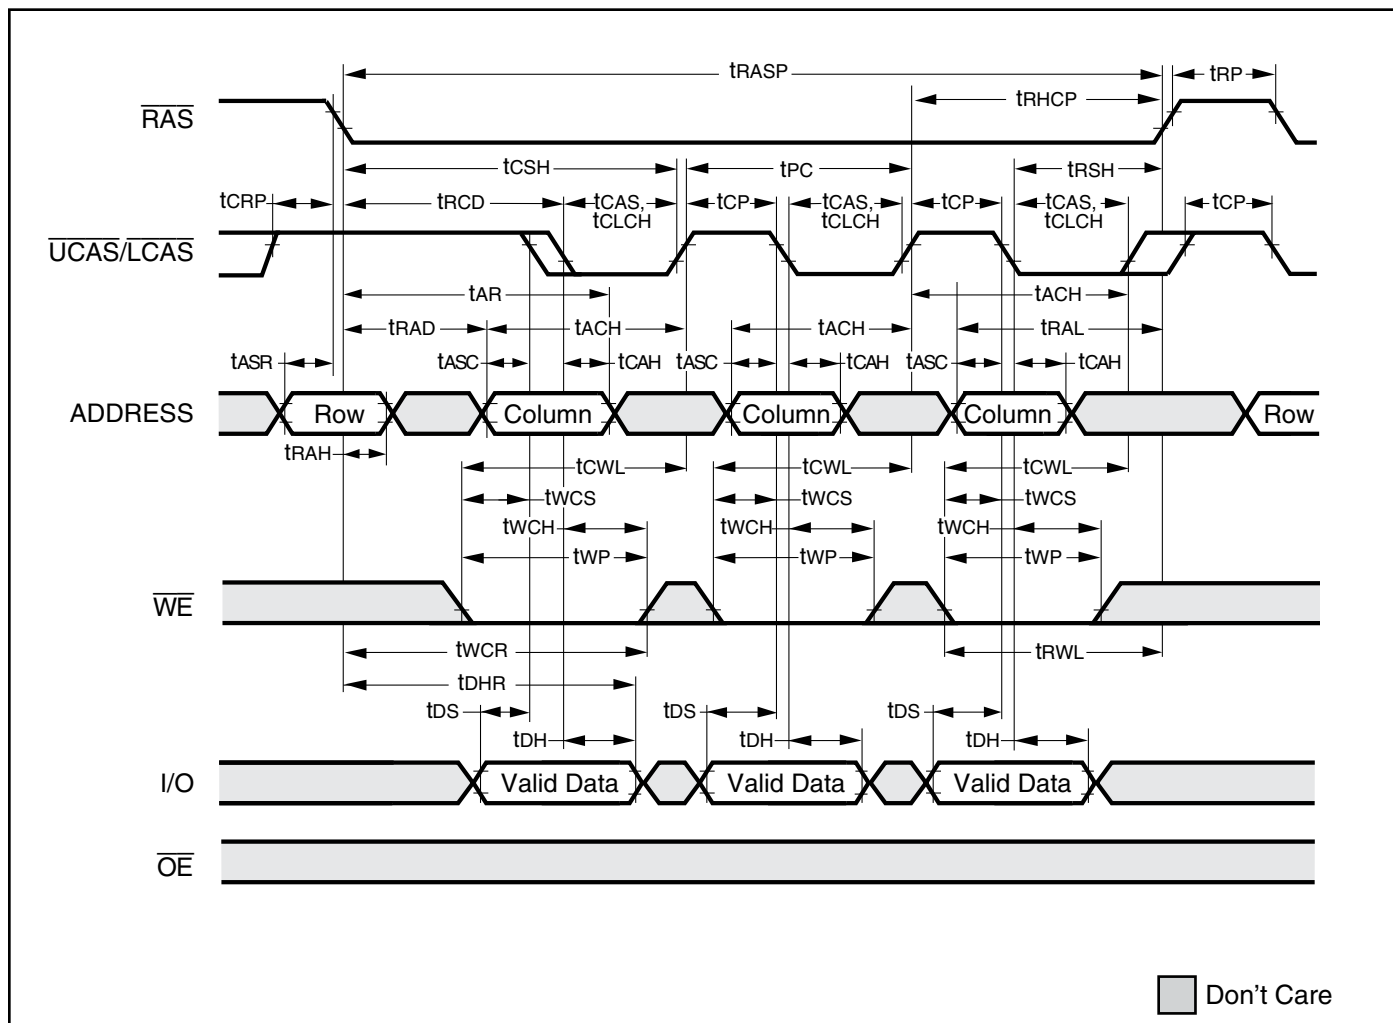 tRASP
tRP
tRHCP
RAS
tCSH
tPC
tRSH
tCRP
tRCD
tCAS,
tCLCH
tCP
tCAS,
tCLCH
tCP
tCAS,
tCLCH
tCP
UCAS/LCAS
tAR
tACH
tRAD
tACH
tACH
tRAL
tASR
tASC
tCAH
tASC
tCAH
tASC
tCAH
ADDRESS
Row
Column
Column
Column
Row
tRAH
tCWL
tCWL
tCWL
tWCS
tWCS
tWCS
tWCH
tWCH
tWCH
tWP
tWP
tWP
WE
tWCR
tRWL
tDHR
tDS
tDS
tDS
tDH
tDH
tDH
I/O
Valid Data
Valid Data
Valid Data
OE
Don't Care